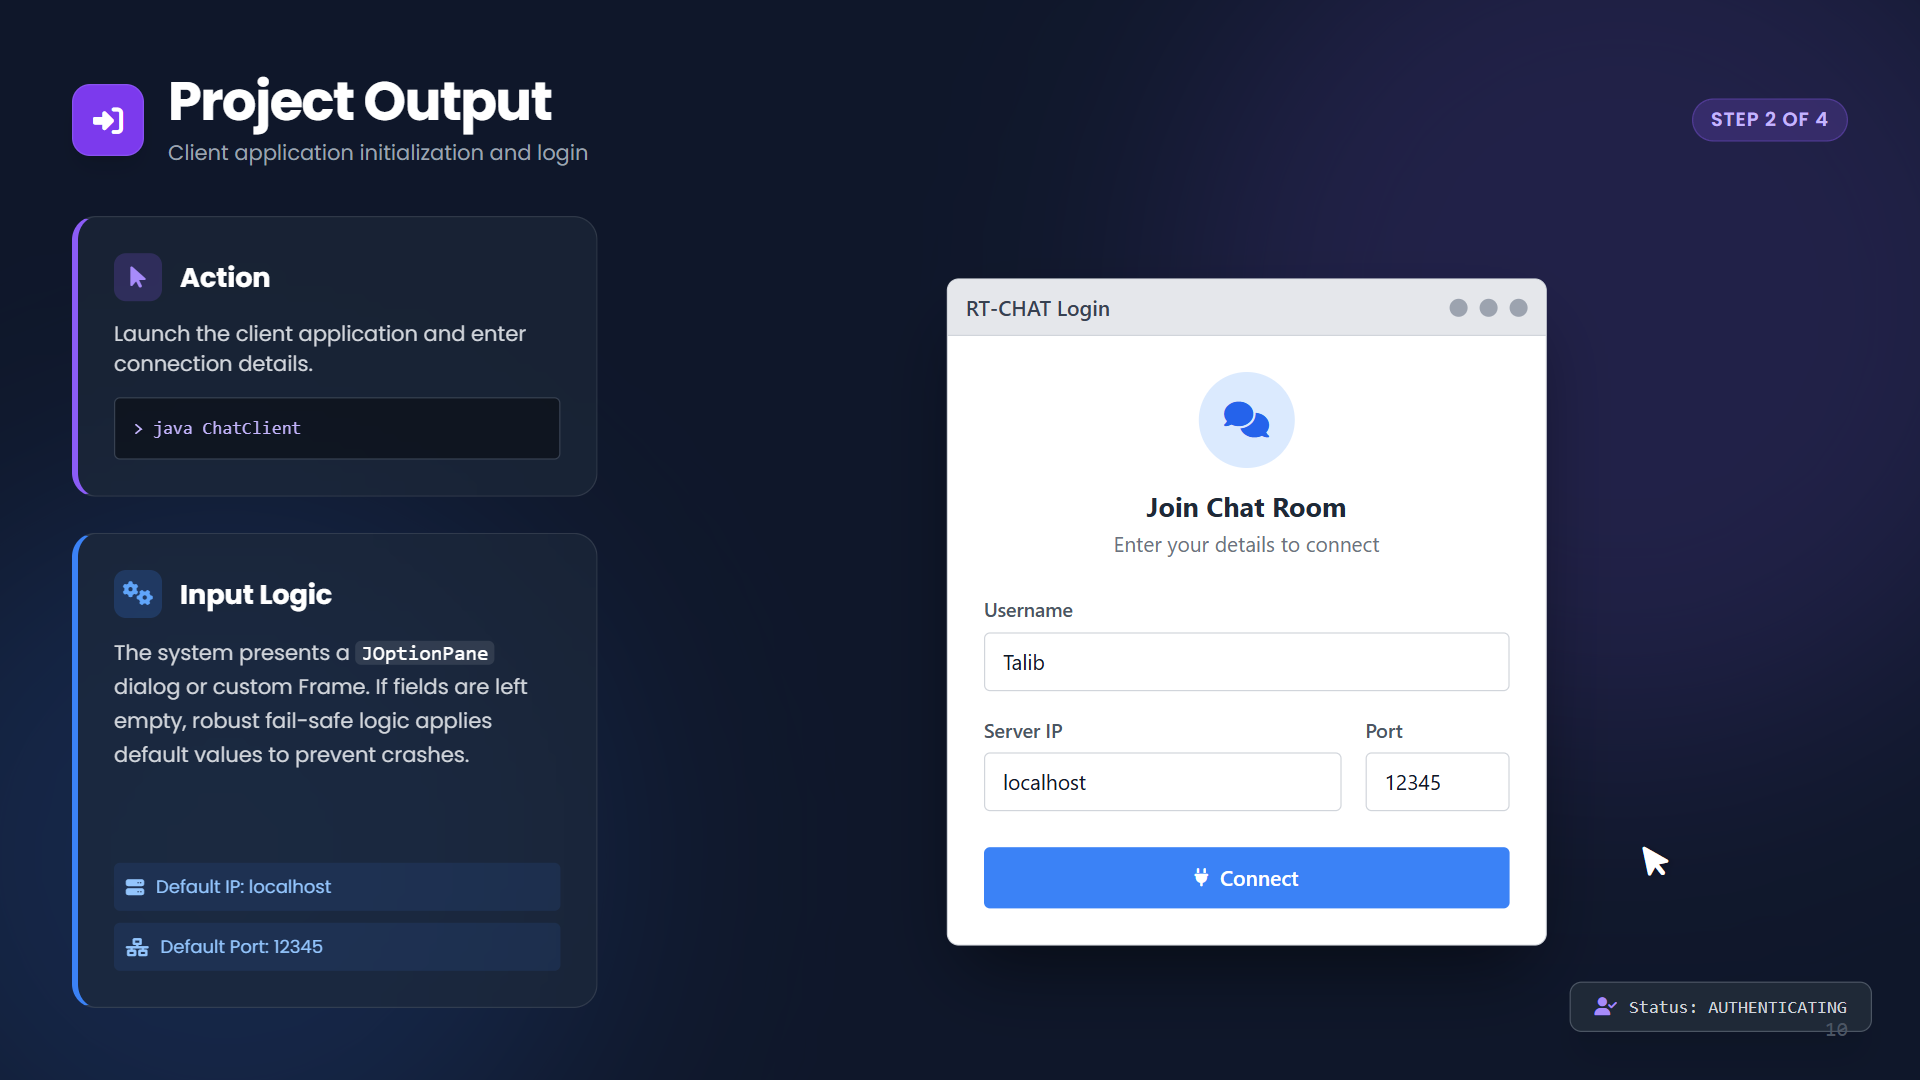 Project Output
Client application initialization and login
STEP 2 OF 4
Action
Launch the client application and enter
connection details.
> java ChatClient
Input Logic
The system presents a JOptionPane
dialog or custom Frame. If fields are left
empty, robust fail-safe logic applies
default values to prevent crashes.
Default IP: localhost
Default Port: 12345
RT-CHAT Login
Join Chat Room
Enter your details to connect
Username
Talib
Server IP
Port
localhost
12345
Connect
Status: AUTHENTICATING
10